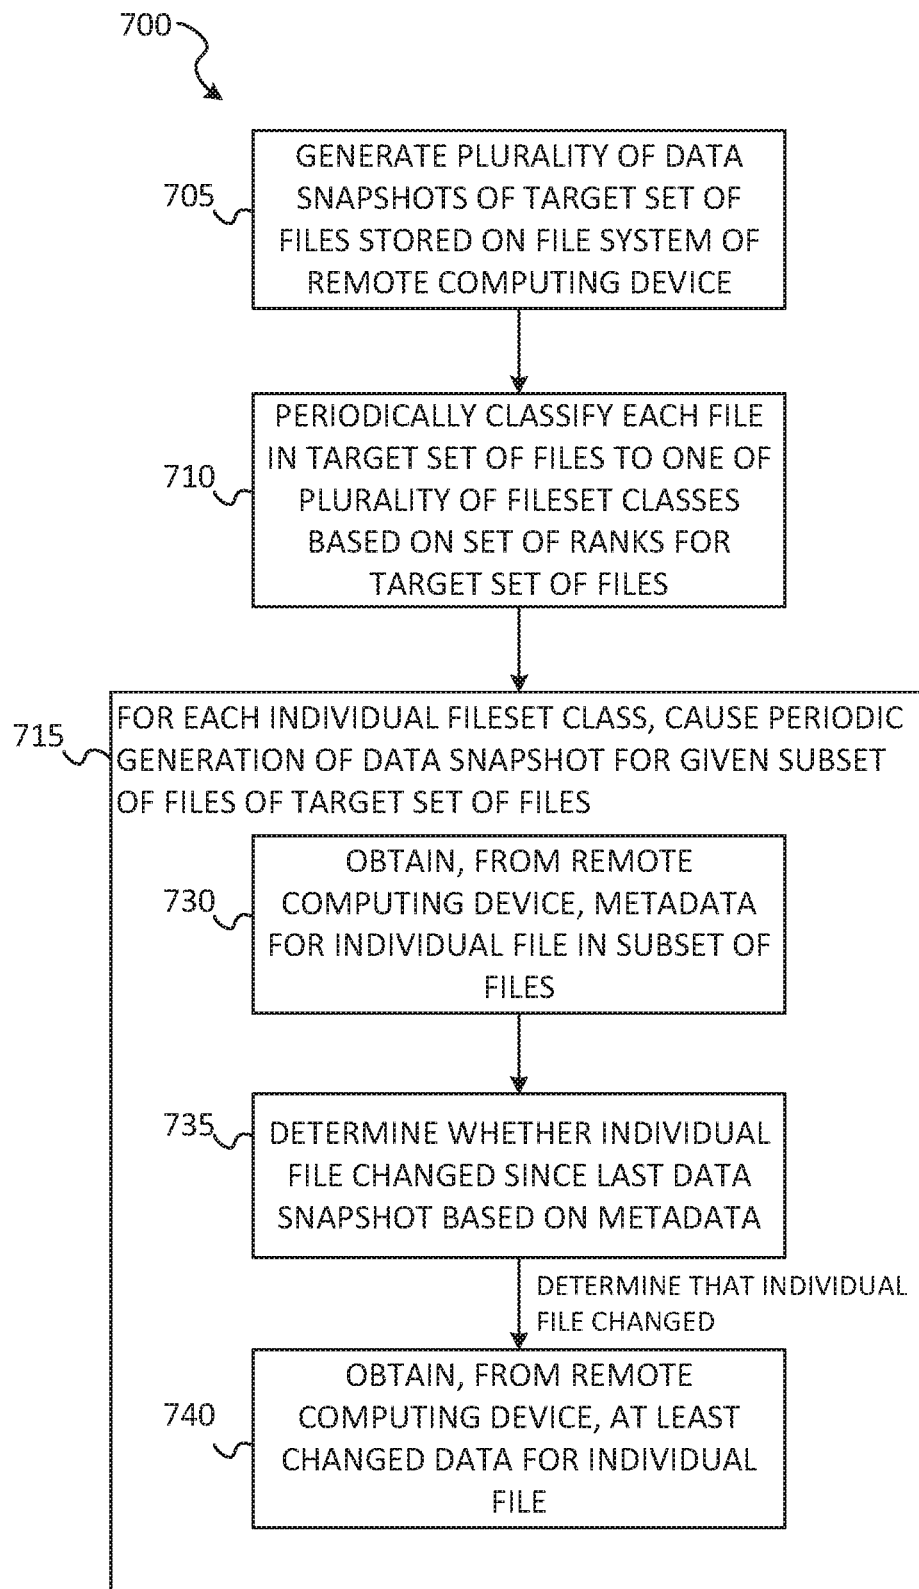 700
705
GENERATE PLURALITY OF DATA
SNAPSHOTS OF TARGET SET OF
FILES STORED ON FILE SYSTEM OF
REMOTE COMPUTING DEVICE
710
PERIODICALLY CLASSIFY EACH FILE
IN TARGET SET OF FILES TO ONE OF
PLURALITY OF FILESET CLASSES
BASED ON SET OF RANKS FOR
TARGET SET OF FILES
715
FOR EACH INDIVIDUAL FILESET CLASS, CAUSE PERIODIC
GENERATION OF DATA SNAPSHOT FOR GIVEN SUBSET
OF FILES OF TARGET SET OF FILES
730
OBTAIN, FROM REMOTE
COMPUTING DEVICE, METADATA
FOR INDIVIDUAL FILE IN SUBSET OF
FILES
735
DETERMINE WHETHER INDIVIDUAL
FILE CHANGED SINCE LAST DATA
SNAPSHOT BASED ON METADATA
DETERMINE THAT INDIVIDUAL
FILE CHANGED
740
OBTAIN, FROM REMOTE
COMPUTING DEVICE, AT LEAST
CHANGED DATA FOR INDIVIDUAL
FILE